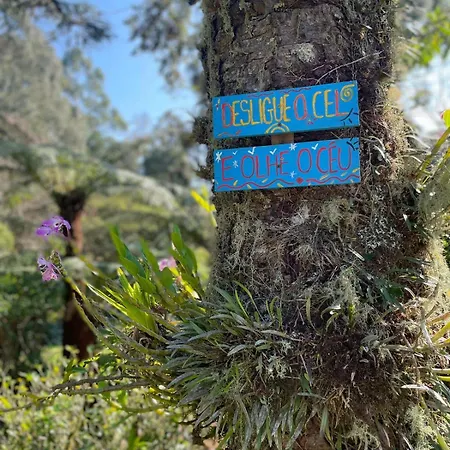 DESLIGUE O CEL
E OLHE O CÉU